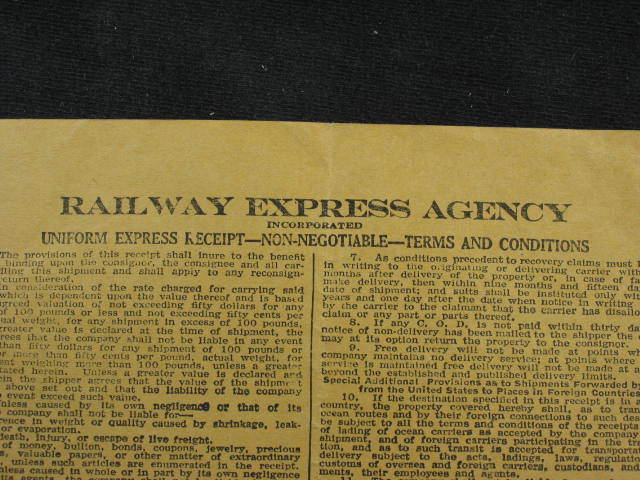 RAILWAY EXPRESS AGENCY
INCORPORATED
UNIFORM EXPRESS RECEIPT—NON-NEGOTIABLE—TERMS AND CONDITIONS
The provisions of this receipt shall inure to the benefit
binding upon the consignor, the consignee and all car-
dling this shipment and shall apply to any reconsign-
return thereof.
In consideration of the rate charged for carrying said
which is dependent upon the value thereof and is based
agreed valuation of not exceeding fifty dollars for any
of 100 pounds or less and not exceeding fifty cents per
tual weight, for any shipment in excess of 100 pounds,
greater value is declared at the time of shipment, the
rees that the company shall not be liable in any event
than fifty dollars for any shipment of 100 pounds or
r more than fifty cents per pound, actual weight, for
ent weighing more than 100 pounds, unless a greater
tated herein. Unless a greater value is declared and
in the shipper agrees that the value of the shipment
above set out and that the liability of the company
event exceed such value.
nless caused by its own negligence or that of its
company shall not be liable for—
rence in weight or quality caused by shrinkage, leak-
or evaporation.
death, injury, or escape of live freight.
of money, bullion, bonds, coupons, jewelry, precious
s, valuable papers, or other matter of extraordinary
, unless such articles are enumerated in the receipt.
nless caused in whole or in part by its own negligence
its agents, the company shall
7. As conditions precedent to recovery claims must b
in writing to the originating or delivering carrier with
months after delivery of the property or, in case of fa
make delivery, then within nine months and fifteen da
date of shipment; and suits shall be instituted only w
years and one day after the date when notice in writing
by the carrier to the claimant that the carrier has disallo
claim or any part or parts thereof.
8. If any C. O. D. is not paid within thirty da
notice of non-delivery has been mailed to the shipper the c
may at its option return the property to the consignor.
9. Free delivery will not be made at points
company maintains no delivery service; at points where
service is maintained free delivery will not be made at a
beyond the established and published delivery limits.
Special Additional Provisions as to Shipments Forwarded b
from the United States to Places in Foreign Countries
10. If the destination specified in this receipt is in a
country, the property covered hereby shall, as to tran
ocean routes and by their foreign connections to such dest
be subject to all the terms and conditions of the receipts
of lading of ocean carriers as accepted by the company
shipment, and of foreign carriers participating in the tra
tion, and as to such transit is accepted for transportat
delivery subject to the acts, ladings, laws, regulation
customs of oversea and foreign carriers, custodians, and
ments, their employees and agents.